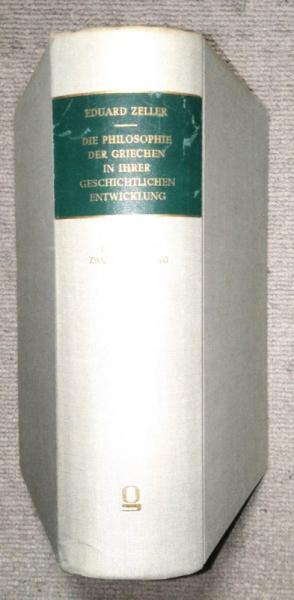 EDUARD ZELLER
DIE PHILOSOPHIE
DER GRIECHEN
IN IHRER
GESCHICHTLICHEN
ENTWICKLUNG